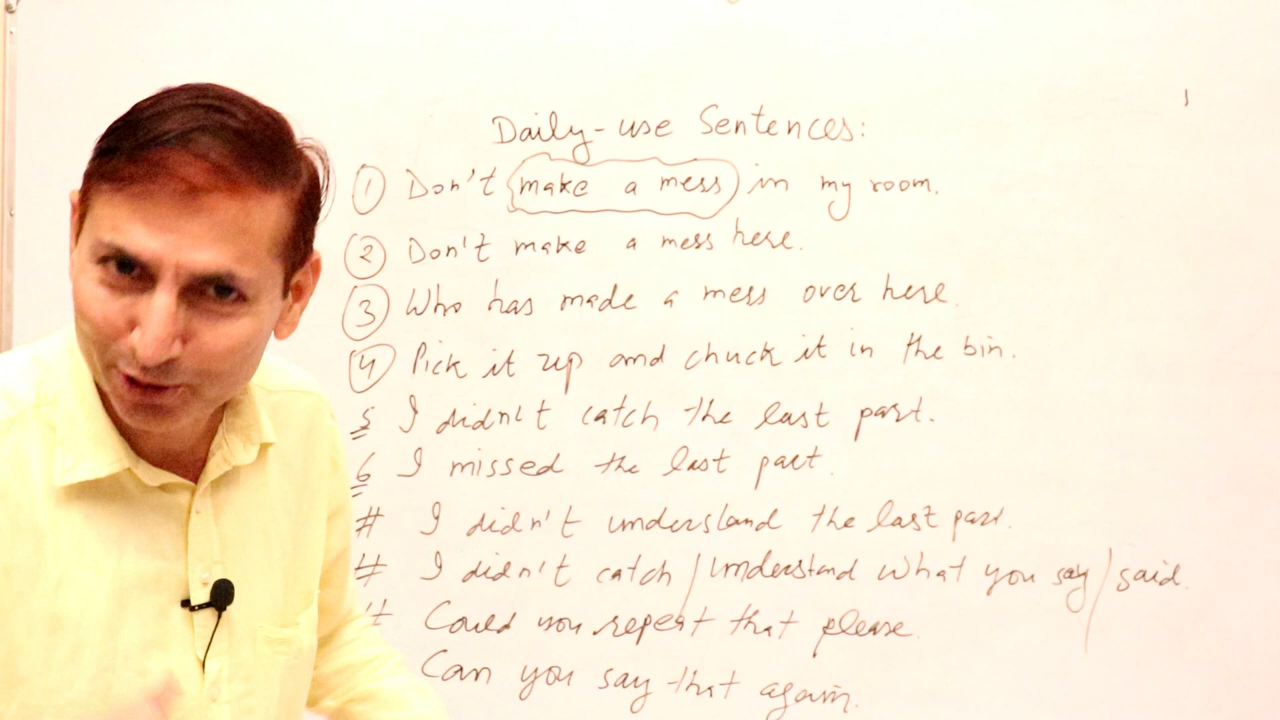 Daily-use Sentences:
① Don't make a mess in my room.
② Don't make a mess here.
③ Who has made a mess over here.
④ Pick it up and chuck it in the bin.
5 I didn't catch the last part.
6 I missed the last part.
# I didn't understand the last part.
# I didn't catch / understand what you say / said.
# Could you repeat that please.
Can you say that again.